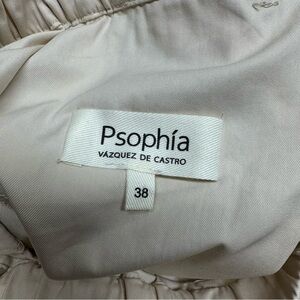 Psophía
VÁZQUEZ DE CASTRO
38